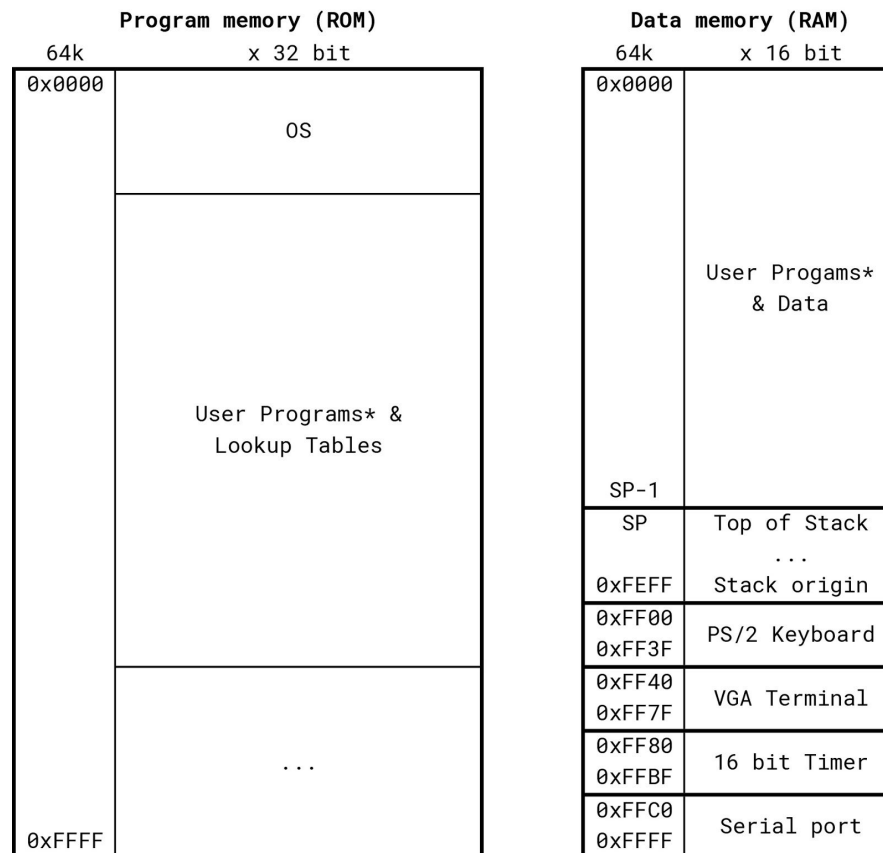 Program memory (ROM)
64k x 32 bit
0x0000
OS
User Programs* &
Lookup Tables
...
0xFFFF
Data memory (RAM)
64k x 16 bit
0x0000
User Progams*
& Data
SP-1
SP Top of Stack
...
0xFEFF Stack origin
0xFF00
PS/2 Keyboard
0xFF3F
0xFF40
VGA Terminal
0xFF7F
0xFF80
16 bit Timer
0xFFBF
0xFFC0
Serial port
0xFFFF